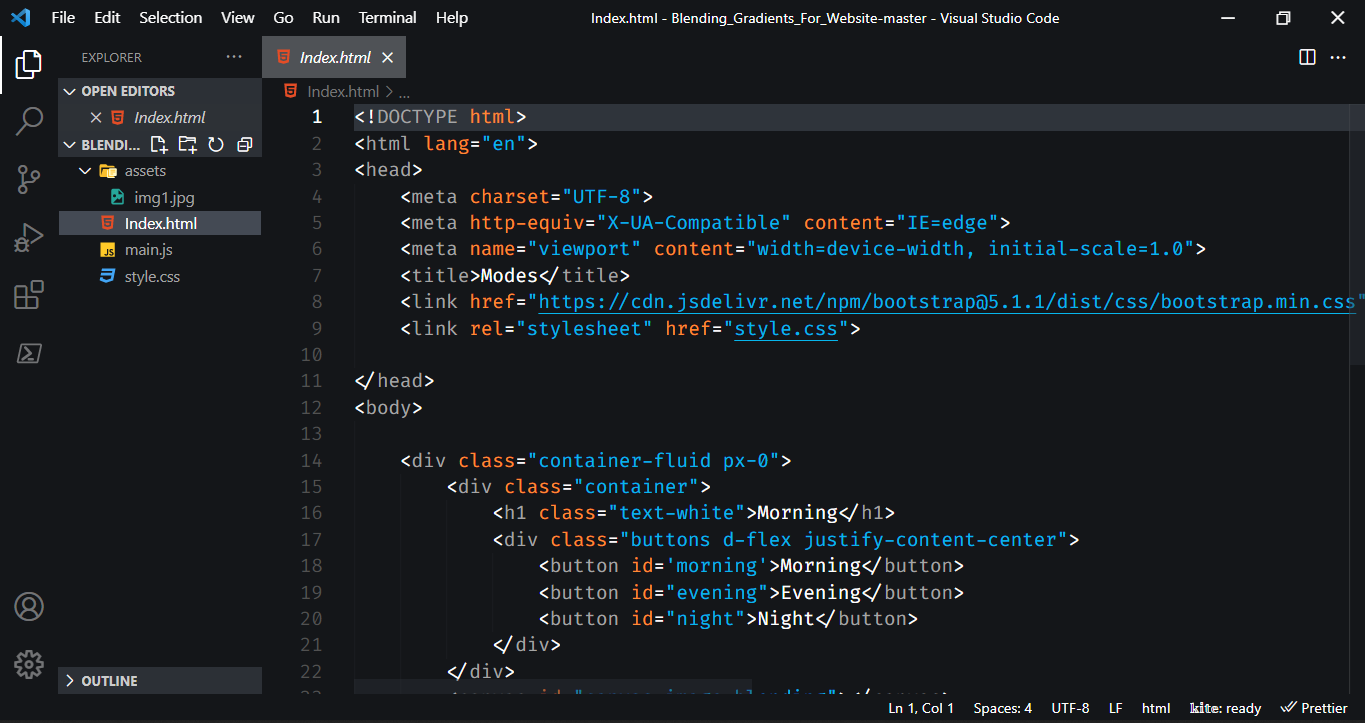 File Edit Selection View Go Run Terminal Help
Index.html - Blending_Gradients_For_Website-master - Visual Studio Code
EXPLORER
OPEN EDITORS
Index.html
BLENDI...
assets
img1.jpg
Index.html
main.js
style.css
OUTLINE
Index.html
Index.html > ...
1 <!DOCTYPE html>
2 <html lang="en">
3 <head>
4 <meta charset="UTF-8">
5 <meta http-equiv="X-UA-Compatible" content="IE=edge">
6 <meta name="viewport" content="width=device-width, initial-scale=1.0">
7 <title>Modes</title>
8 <link href="https://cdn.jsdelivr.net/npm/bootstrap@5.1.1/dist/css/bootstrap.min.css"
9 <link rel="stylesheet" href="style.css">
10
11 </head>
12 <body>
13
14 <div class="container-fluid px-0">
15 <div class="container">
16 <h1 class="text-white">Morning</h1>
17 <div class="buttons d-flex justify-content-center">
18 <button id='morning'>Morning</button>
19 <button id="evening">Evening</button>
20 <button id="night">Night</button>
21 </div>
22 </div>
Ln 1, Col 1 Spaces: 4 UTF-8 LF html kite: ready Prettier